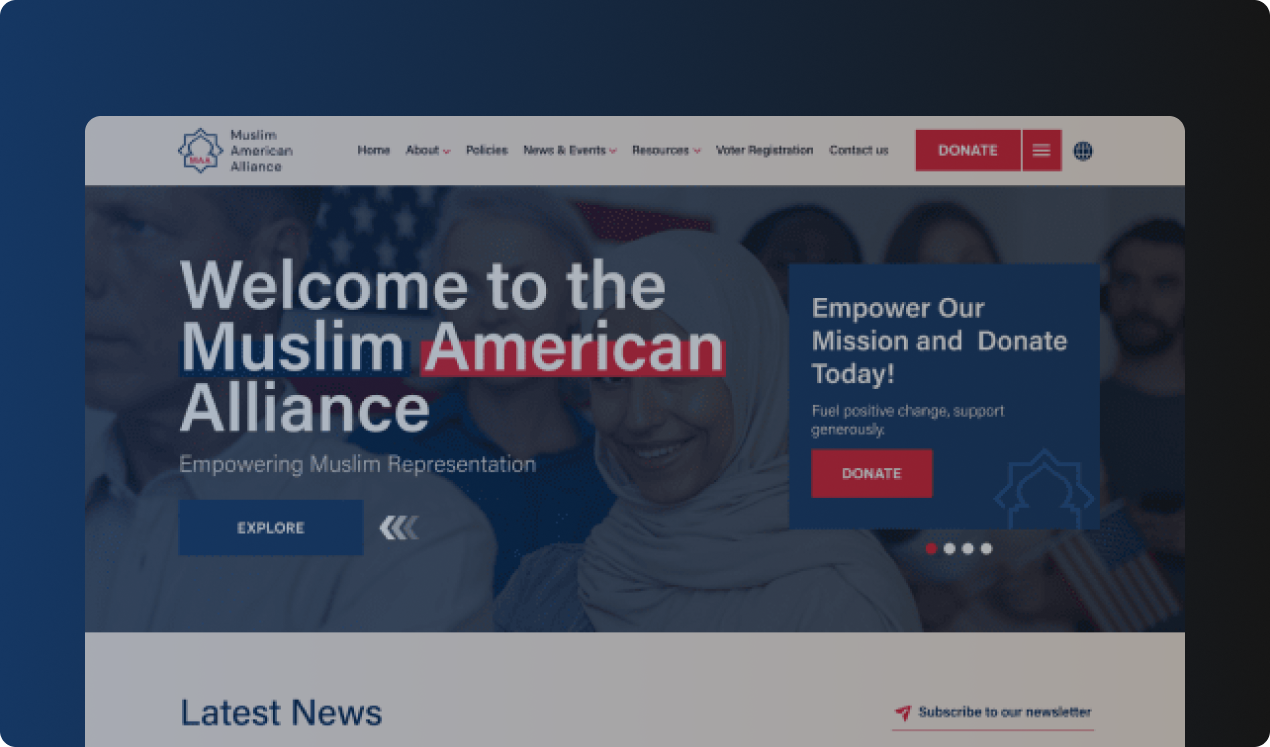 Muslim
American
Alliance
MAA
Home About Policies News & Events Resources Voter Registration Contact us
DONATE
Welcome to the
Muslim American
Alliance
Empowering Muslim Representation
EXPLORE
Empower Our
Mission and Donate
Today!
Fuel positive change, support
generously.
DONATE
Latest News
Subscribe to our newsletter